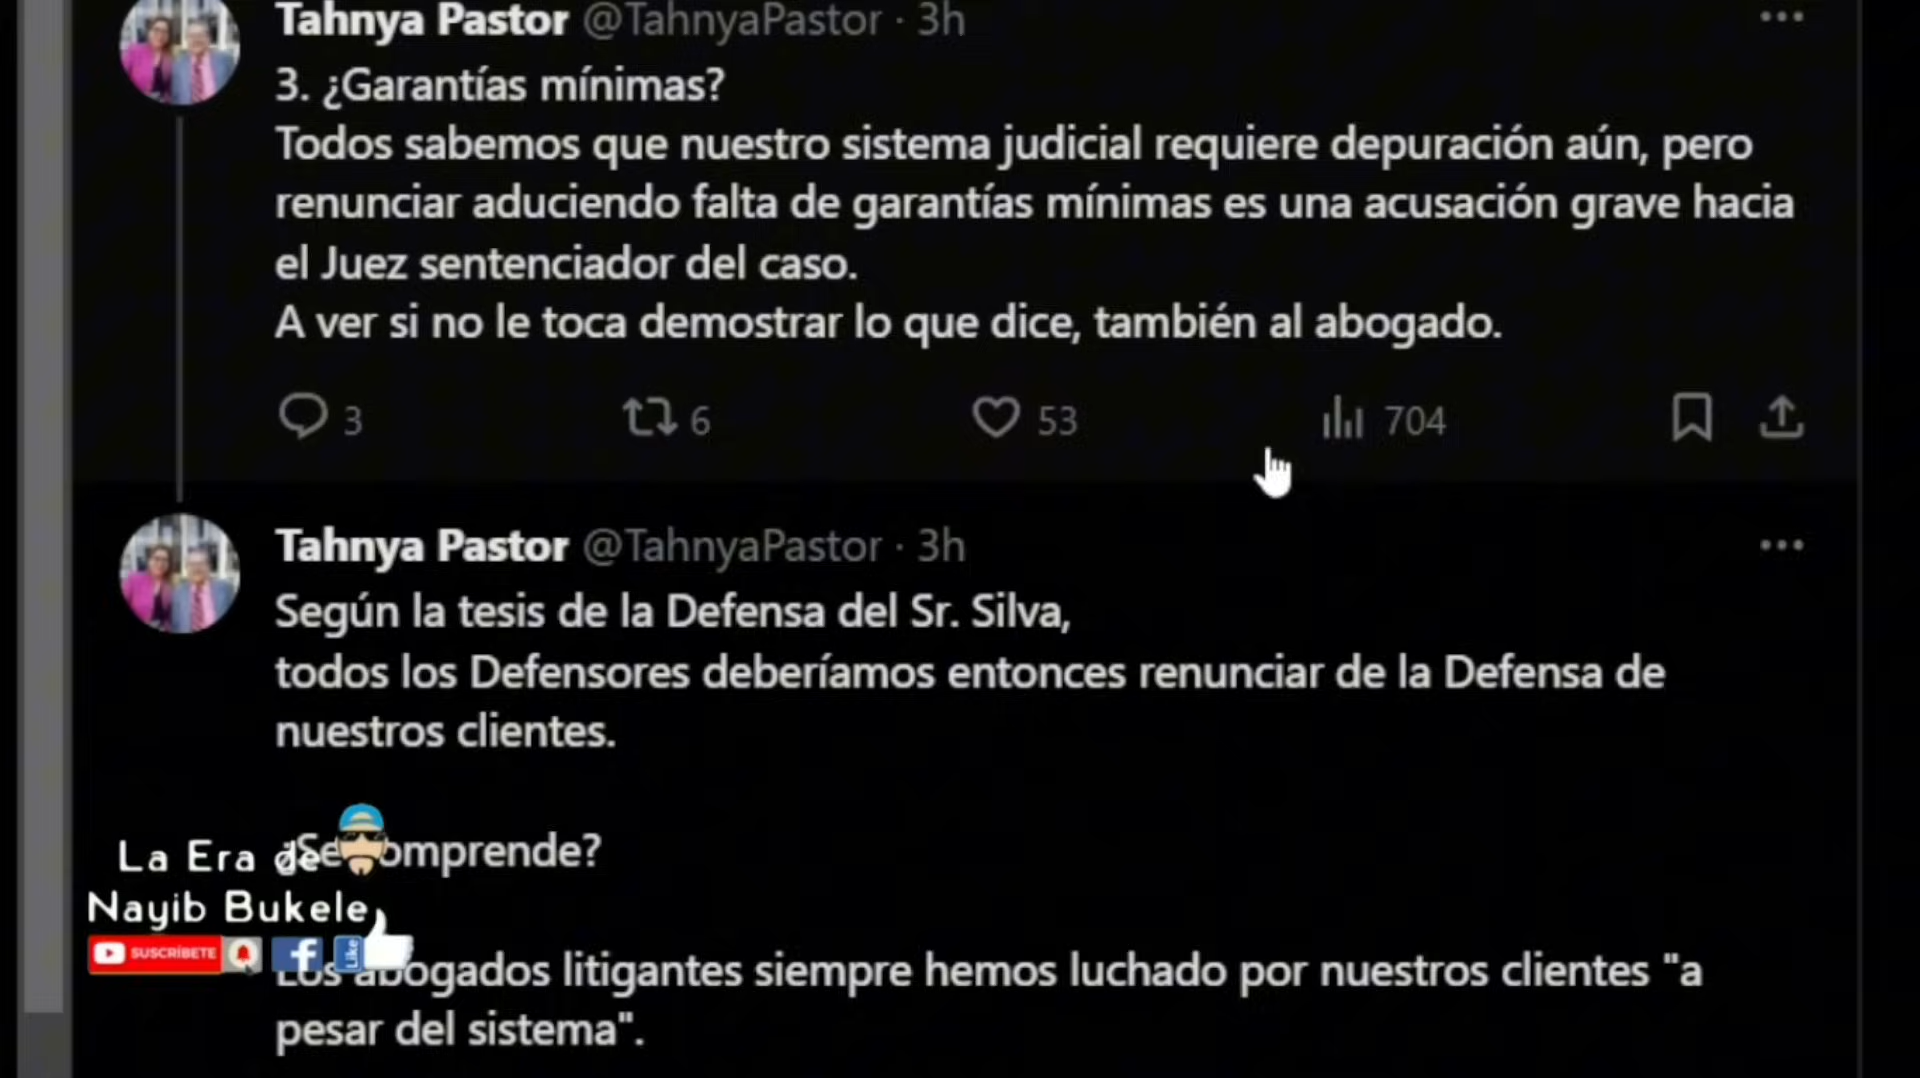 Tahnya Pastor @TahnyaPastor · 3h
3. ¿Garantías mínimas?
Todos sabemos que nuestro sistema judicial requiere depuración aún, pero
renunciar aduciendo falta de garantías mínimas es una acusación grave hacia
el Juez sentenciador del caso.
A ver si no le toca demostrar lo que dice, también al abogado.
3 6 53 704
Tahnya Pastor @TahnyaPastor · 3h
Según la tesis de la Defensa del Sr. Silva,
todos los Defensores deberíamos entonces renunciar de la Defensa de
nuestros clientes.
¿Se omprende?
La Era de
Nayib Bukele
SUSCRÍBETE f Like
Los abogados litigantes siempre hemos luchado por nuestros clientes "a
pesar del sistema".